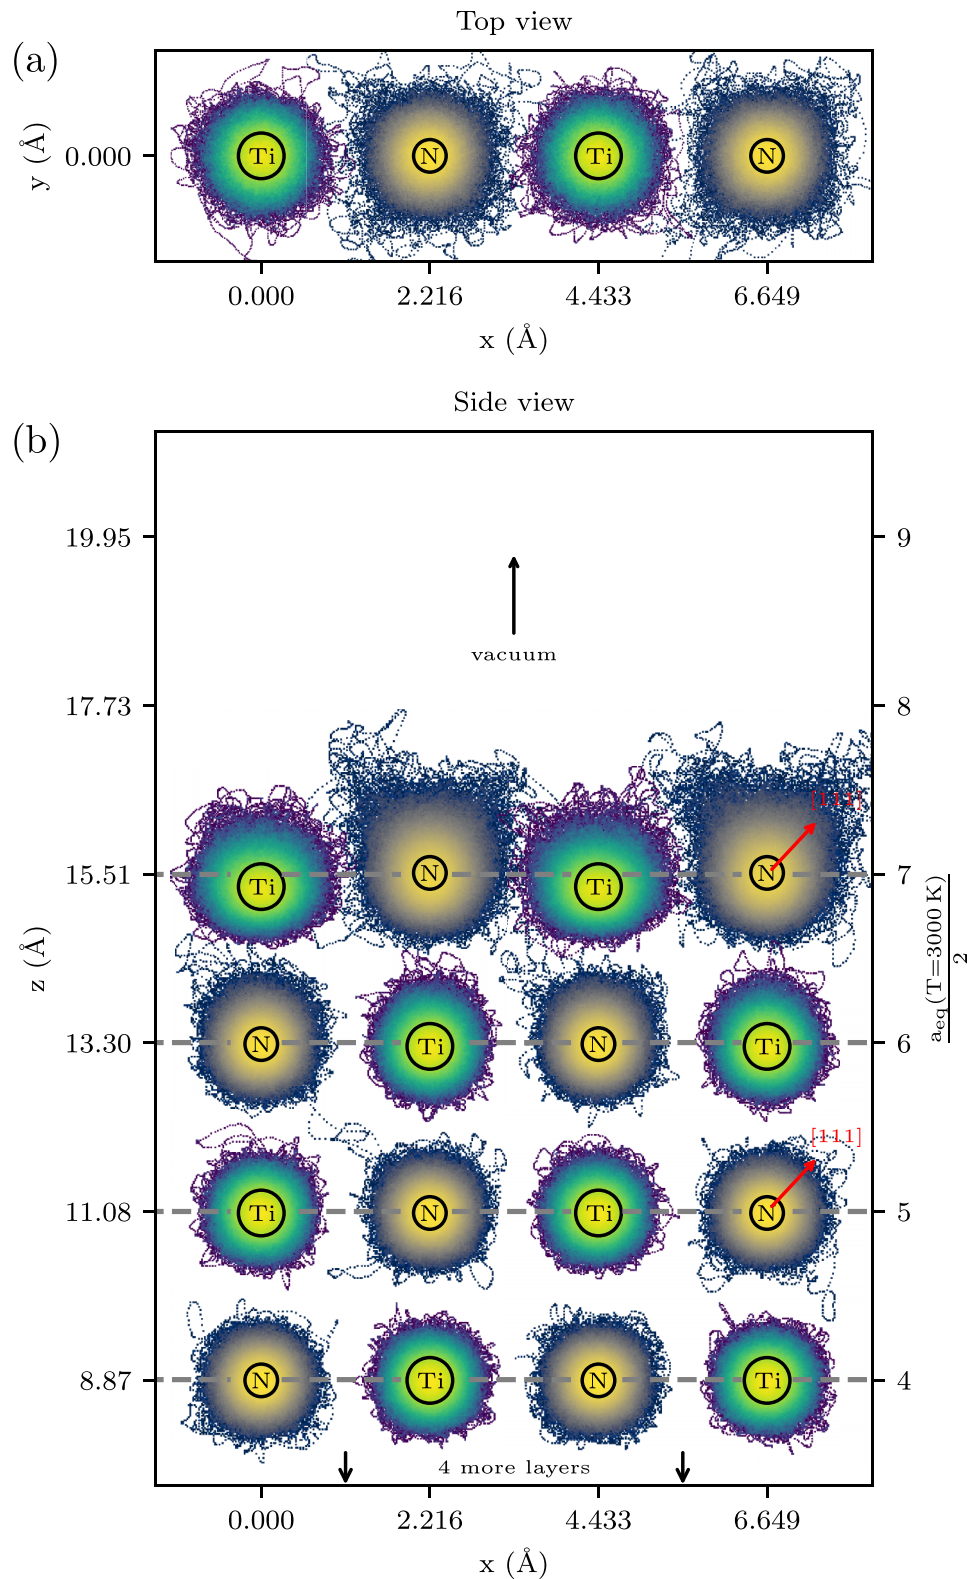 Top view
(a)
y (Å)
0.000
Ti N Ti N
0.000 2.216 4.433 6.649
x (Å)
Side view
(b)
z (Å)
19.95 9
vacuum
17.73 8
[111]
15.51 Ti N Ti N 7
13.30 N Ti N Ti 6
[111]
11.08 Ti N Ti N 5
8.87 N Ti N Ti 4
4 more layers
a_eq(T=3000 K)
2
0.000 2.216 4.433 6.649
x (Å)